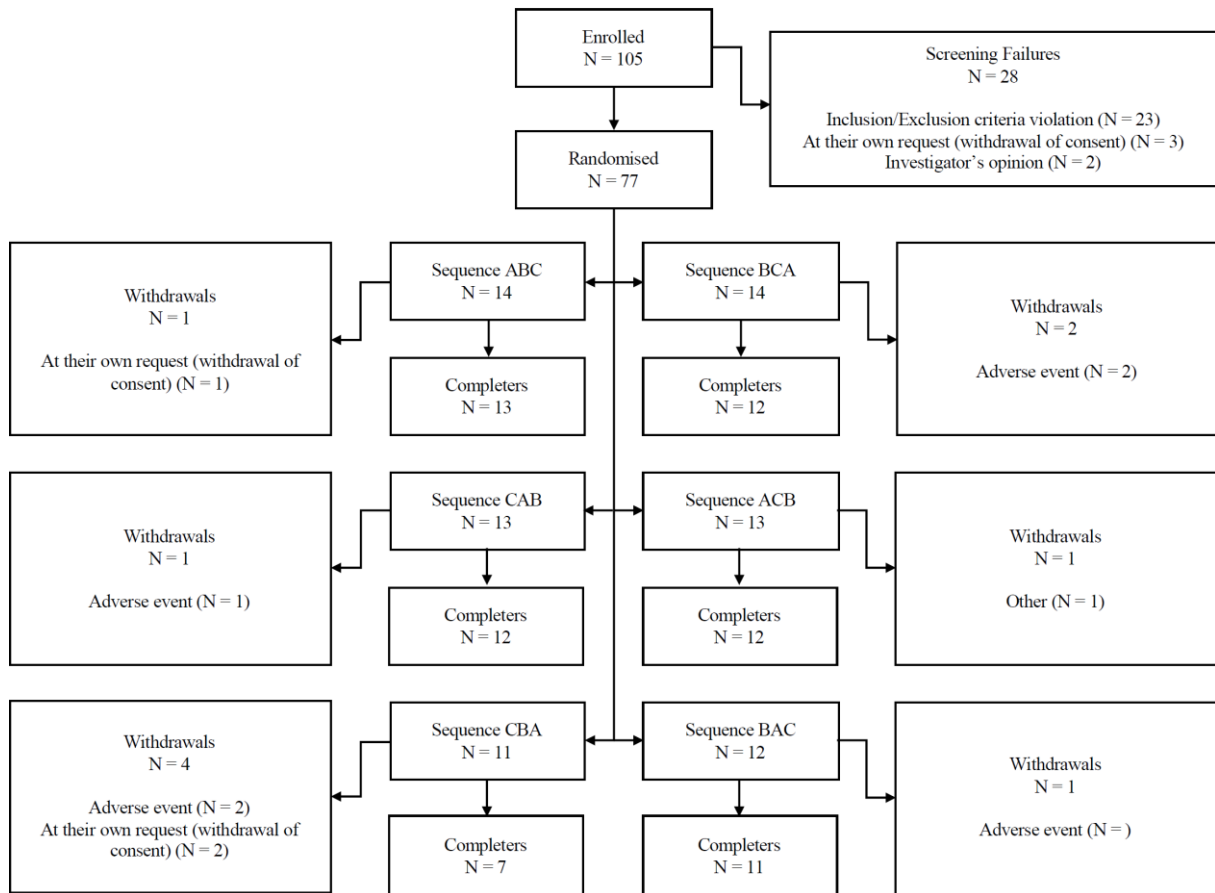 Enrolled
N = 105
Screening Failures
N = 28
Inclusion/Exclusion criteria violation (N = 23)
At their own request (withdrawal of consent) (N = 3)
Investigator's opinion (N = 2)
Randomised
N = 77
Withdrawals
N = 1
At their own request (withdrawal of
consent) (N = 1)
Sequence ABC
N = 14
Completers
N = 13
Sequence BCA
N = 14
Completers
N = 12
Withdrawals
N = 2
Adverse event (N = 2)
Withdrawals
N = 1
Adverse event (N = 1)
Sequence CAB
N = 13
Completers
N = 12
Sequence ACB
N = 13
Completers
N = 12
Withdrawals
N = 1
Other (N = 1)
Withdrawals
N = 4
Adverse event (N = 2)
At their own request (withdrawal of
consent) (N = 2)
Sequence CBA
N = 11
Completers
N = 7
Sequence BAC
N = 12
Completers
N = 11
Withdrawals
N = 1
Adverse event (N = )